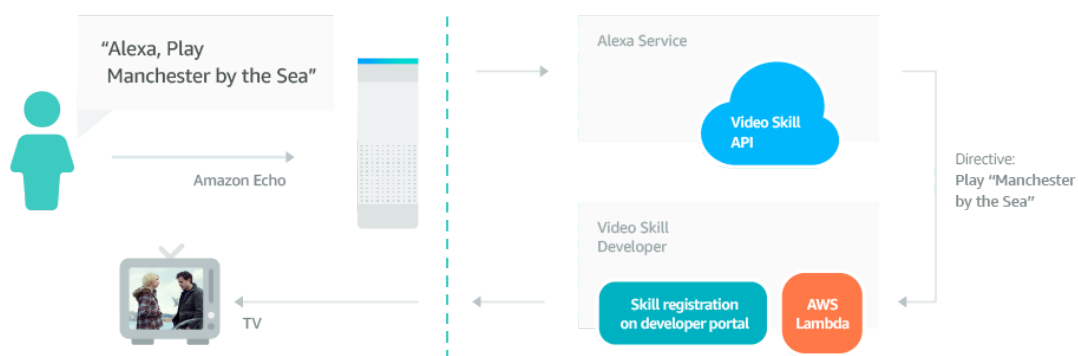 “Alexa, Play
Manchester by the Sea”
Amazon Echo
Alexa Service
Video Skill
API
Directive:
Play “Manchester
by the Sea”
Video Skill
Developer
Skill registration
on developer portal
AWS
Lambda
TV